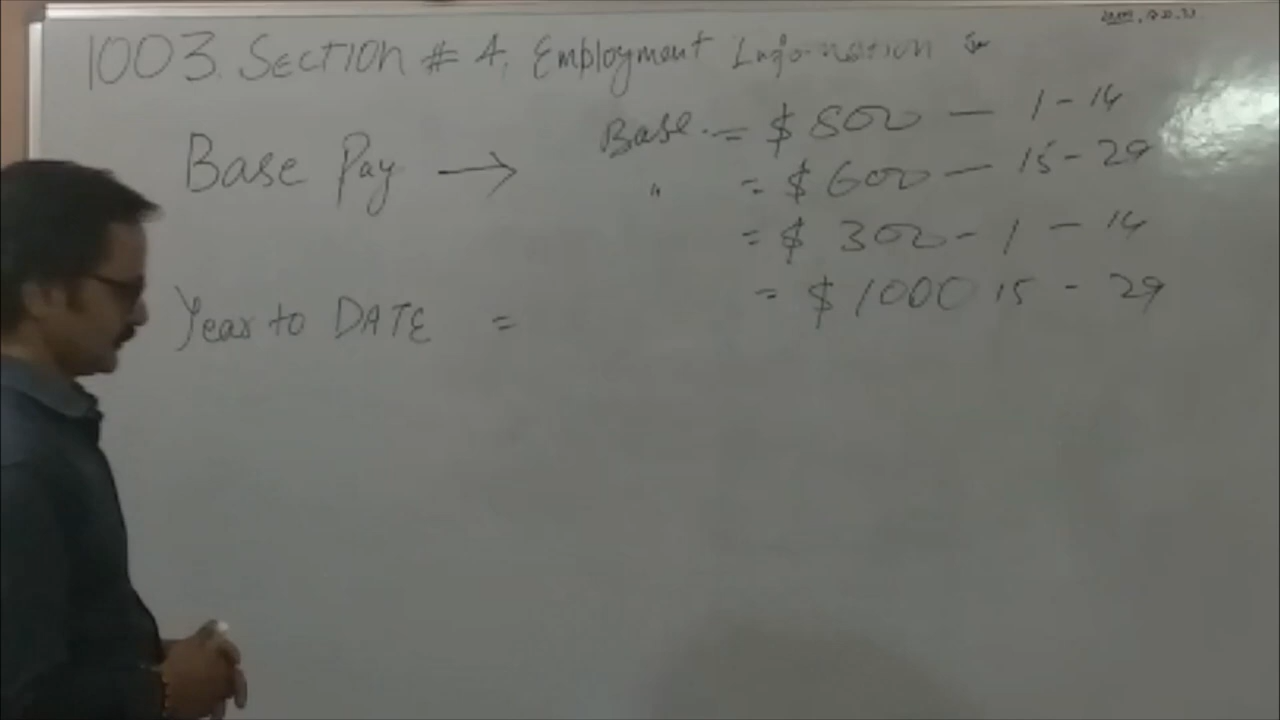 1003. Section # 4, Employment Information
Base Pay → Base. = $ 800 — 1 - 14
" = $ 600 — 15 - 29
= $ 300 - 1 - 14
= $ 1000 15 - 29
Year to DATE =